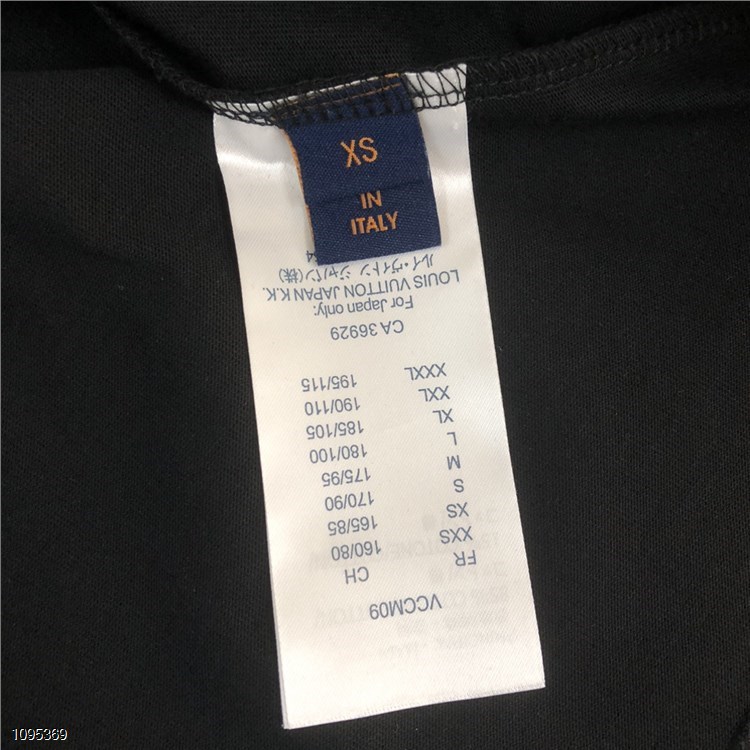 XS
IN
ITALY
VCCM09
FR CH
XXS 160/80
XS 165/85
S 170/90
M 175/95
L 180/100
XL 185/105
XXL 190/110
XXXL 195/115
CA 36929
For Japan only:
LOUIS VUITTON JAPAN K.K.
ルイ・ヴィトン ジャパン(株)
1095369